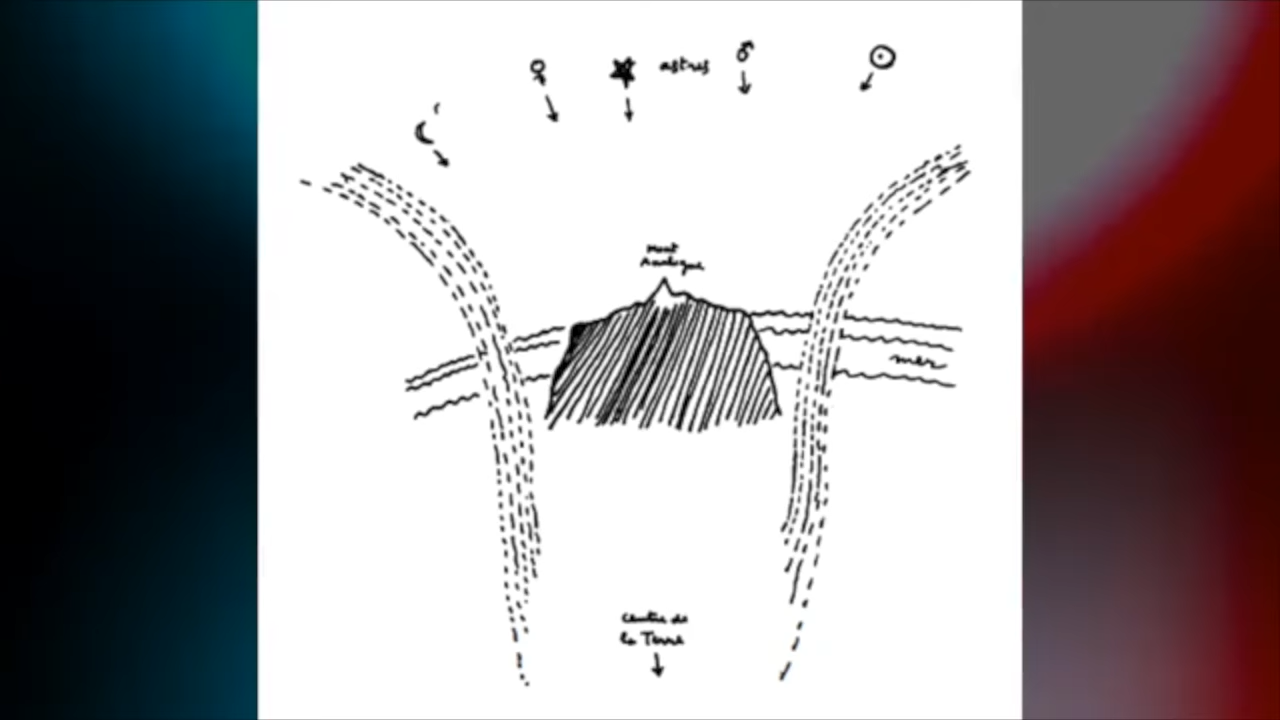 astres
Mont
Analogue
mer
centre de
la Terre